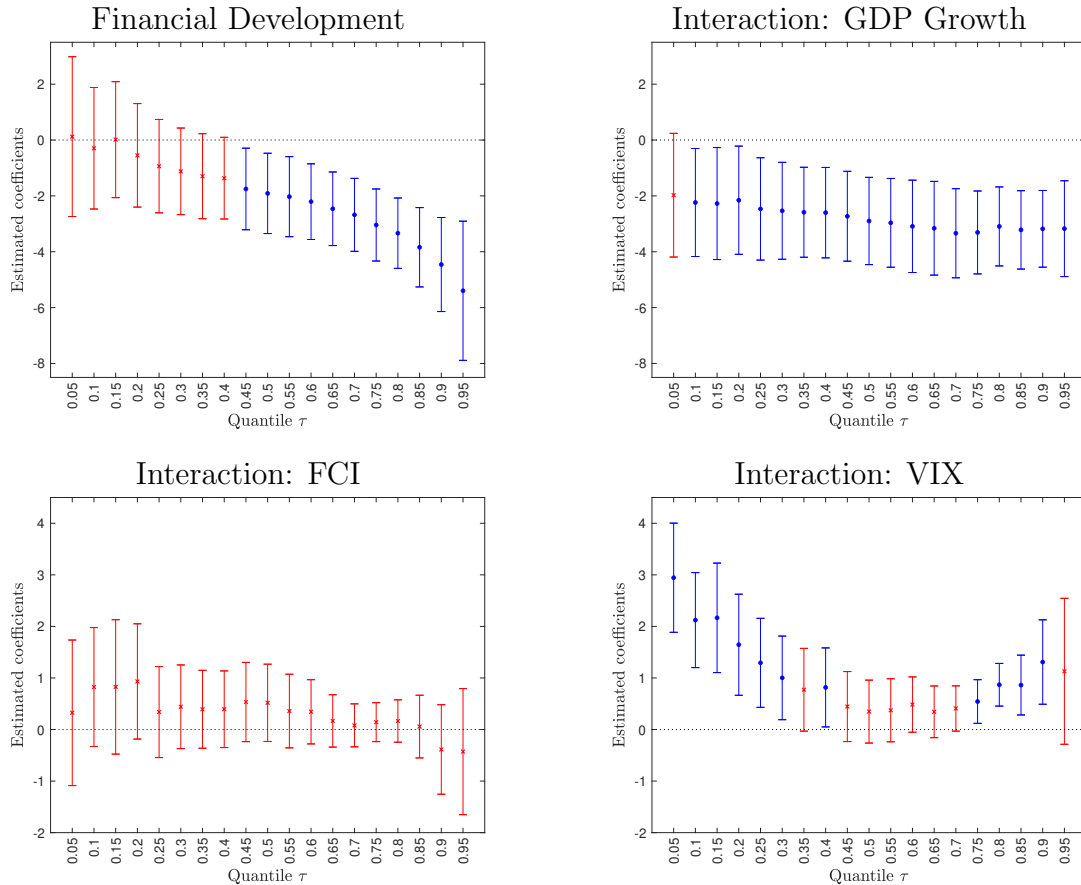 Financial Development
Estimated coefficients
2
0
-2
-4
-6
-8
0.05 0.1 0.15 0.2 0.25 0.3 0.35 0.4 0.45 0.5 0.55 0.6 0.65 0.7 0.75 0.8 0.85 0.9 0.95
Quantile τ
Interaction: GDP Growth
Estimated coefficients
2
0
-2
-4
-6
-8
0.05 0.1 0.15 0.2 0.25 0.3 0.35 0.4 0.45 0.5 0.55 0.6 0.65 0.7 0.75 0.8 0.85 0.9 0.95
Quantile τ
Interaction: FCI
Estimated coefficients
4
3
2
1
0
-1
-2
0.05 0.1 0.15 0.2 0.25 0.3 0.35 0.4 0.45 0.5 0.55 0.6 0.65 0.7 0.75 0.8 0.85 0.9 0.95
Quantile τ
Interaction: VIX
Estimated coefficients
4
3
2
1
0
-1
-2
0.05 0.1 0.15 0.2 0.25 0.3 0.35 0.4 0.45 0.5 0.55 0.6 0.65 0.7 0.75 0.8 0.85 0.9 0.95
Quantile τ